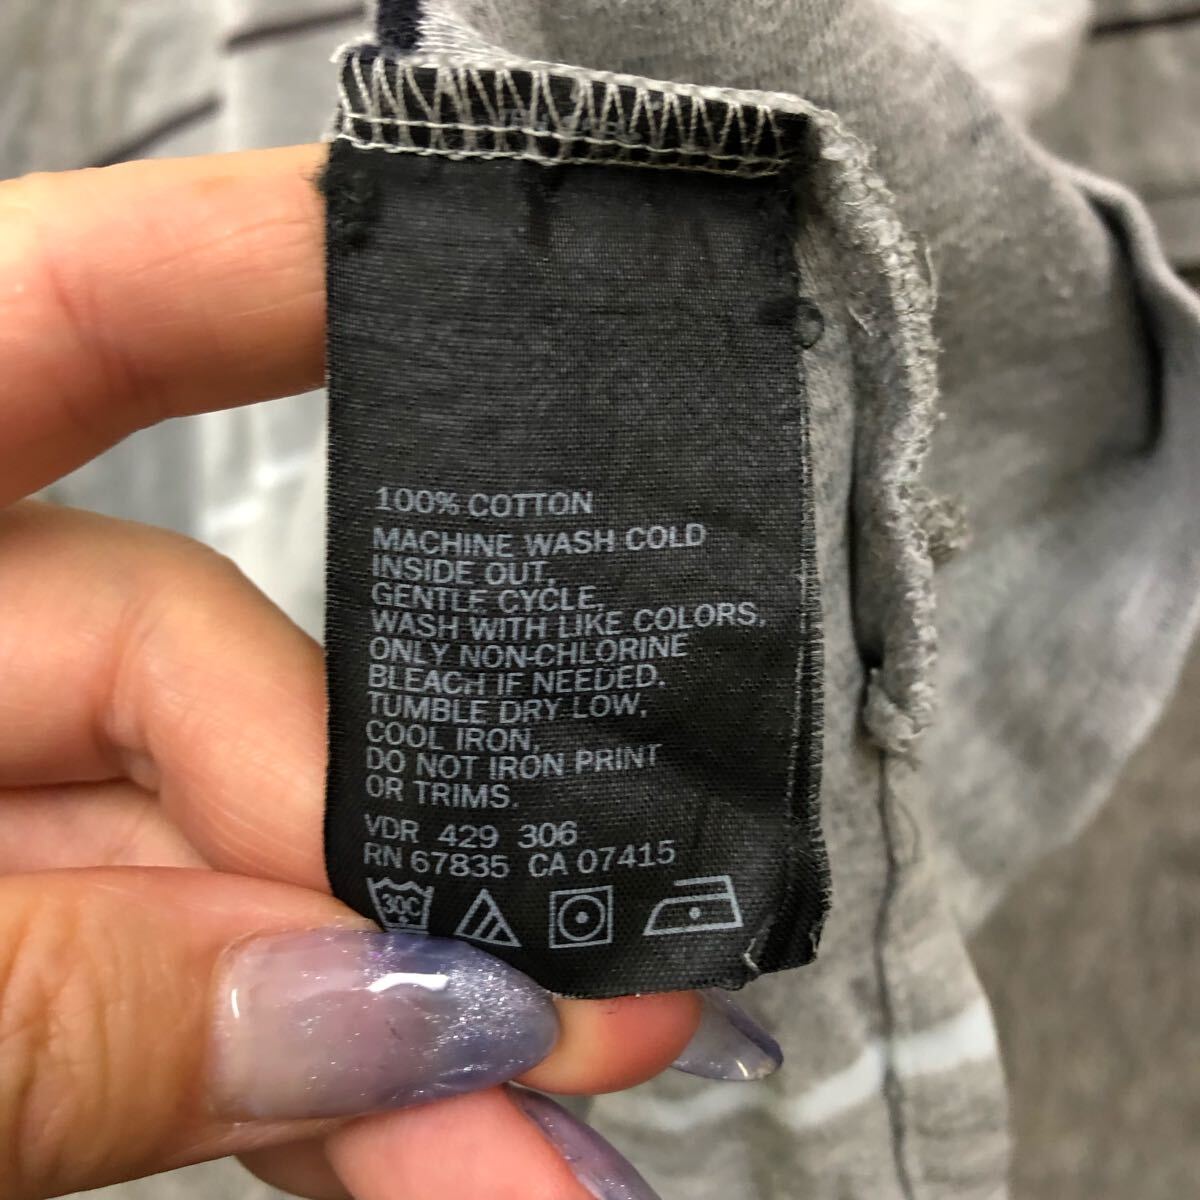 100% COTTON
MACHINE WASH COLD
INSIDE OUT,
GENTLE CYCLE,
WASH WITH LIKE COLORS,
ONLY NON-CHLORINE
BLEACH IF NEEDED.
TUMBLE DRY LOW,
COOL IRON,
DO NOT IRON PRINT
OR TRIMS.
VDR 429 306
RN 67835 CA 07415
30C